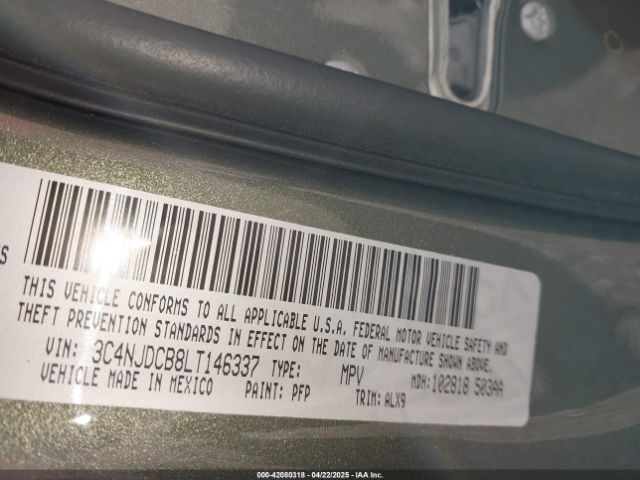 THIS VEHICLE CONFORMS TO ALL APPLICABLE U.S.A. FEDERAL MOTOR VEHICLE SAFETY AND
THEFT PREVENTION STANDARDS IN EFFECT ON THE DATE OF MANUFACTURE SHOWN ABOVE.
VIN: 3C4NJDCB8LT146337 TYPE: MPV MDH: 102818 503AA
VEHICLE MADE IN MEXICO PAINT: PFP TRIM: ALX9
000-42080318 - 04/22/2025 - IAA Inc.